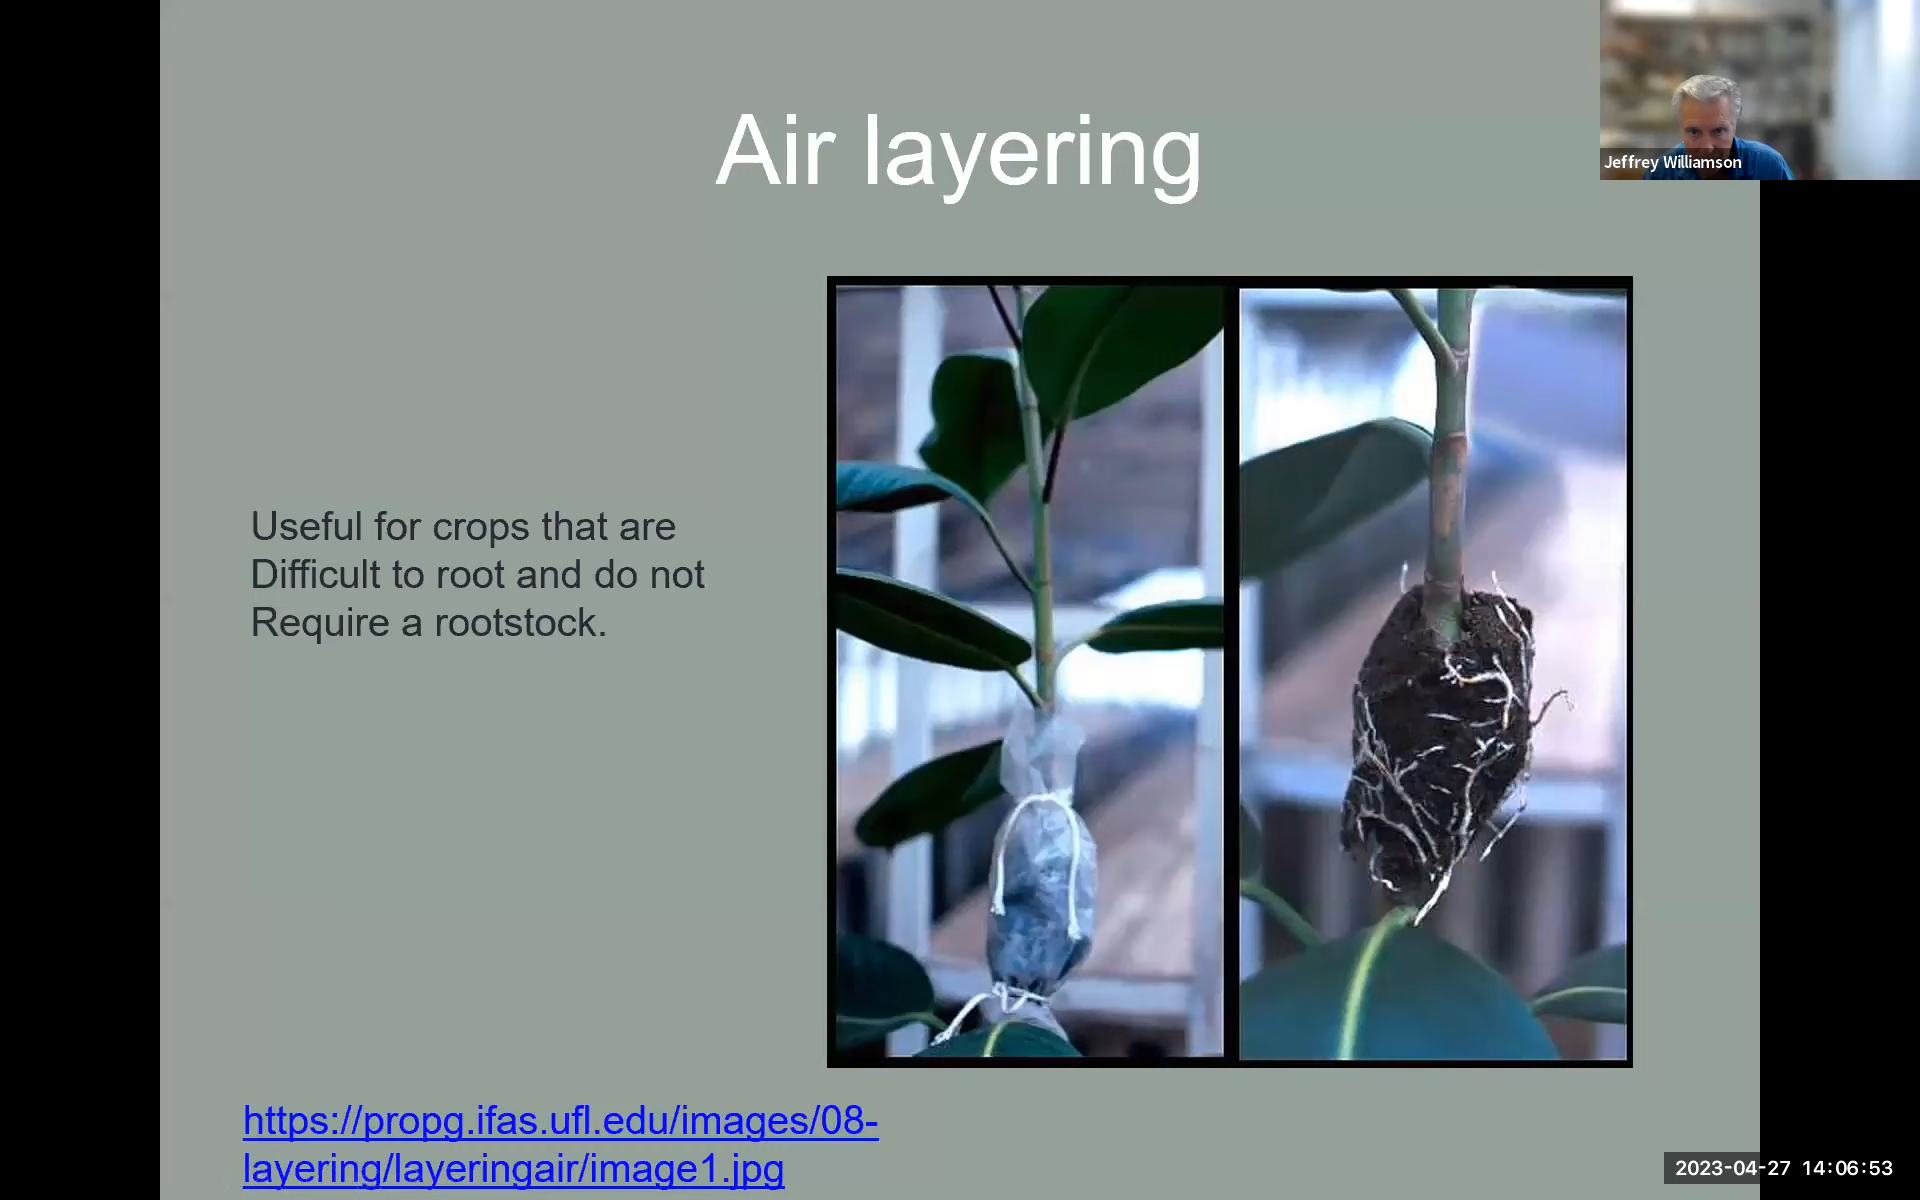 Air layering
Jeffrey Williamson
Useful for crops that are
Difficult to root and do not
Require a rootstock.
https://propg.ifas.ufl.edu/images/08-
layering/layeringair/image1.jpg
2023-04-27 14:06:53